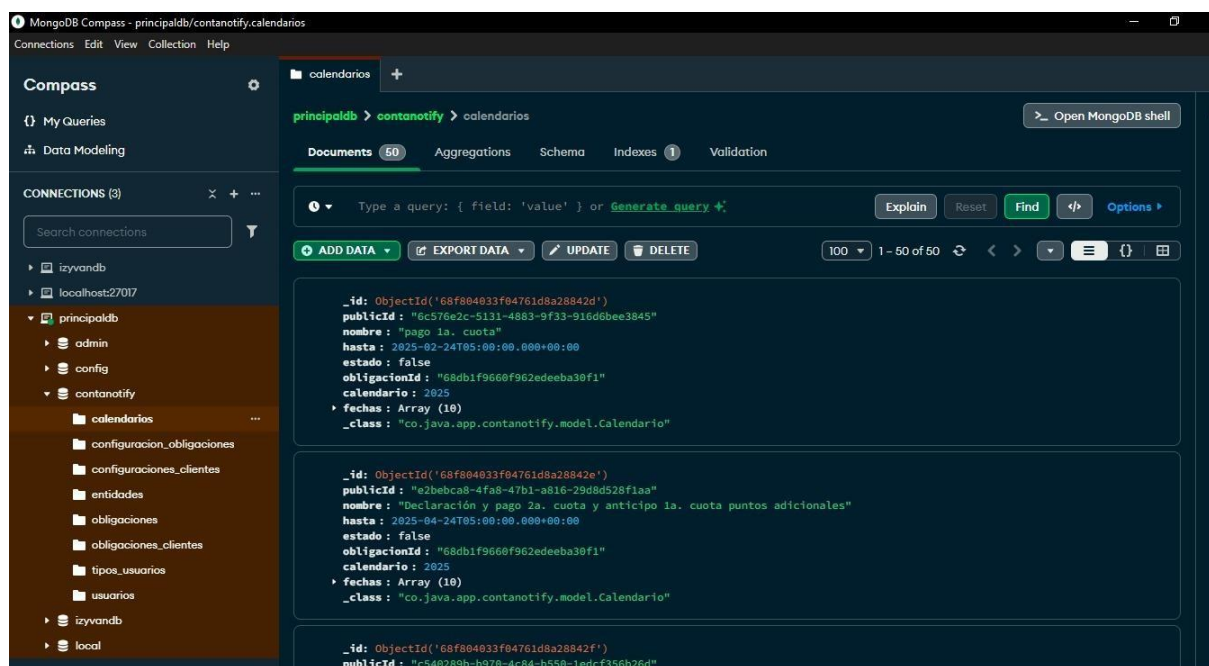 MongoDB Compass - principaldb/contanotify.calendarios
Connections Edit View Collection Help
Compass
{} My Queries
Data Modeling
CONNECTIONS (3)
Search connections
izyvandb
localhost:27017
principaldb
admin
config
contanotify
calendarios
configuracion_obligaciones
configuraciones_clientes
entidades
obligaciones
obligaciones_clientes
tipos_usuarios
usuarios
izyvandb
local
calendarios
principaldb > contanotify > calendarios
>_ Open MongoDB shell
Documents 50 Aggregations Schema Indexes 1 Validation
Type a query: { field: 'value' } or Generate query
Explain Reset Find </> Options
ADD DATA EXPORT DATA UPDATE DELETE
100 1 – 50 of 50 {}
_id: ObjectId('68f804033f04761d8a28842d')
publicId : "6c576e2c-5131-4883-9f33-916d6bee3845"
nombre : "pago 1a. cuota"
hasta : 2025-02-24T05:00:00.000+00:00
estado : false
obligacionId : "68db1f9660f962edeeba30f1"
calendario : 2025
fechas : Array (10)
_class : "co.java.app.contanotify.model.Calendario"
_id: ObjectId('68f804033f04761d8a28842e')
publicId : "e2bebca8-4fa8-47b1-a816-29d8d528f1aa"
nombre : "Declaración y pago 2a. cuota y anticipo 1a. cuota puntos adicionales"
hasta : 2025-04-24T05:00:00.000+00:00
estado : false
obligacionId : "68db1f9660f962edeeba30f1"
calendario : 2025
fechas : Array (10)
_class : "co.java.app.contanotify.model.Calendario"
_id: ObjectId('68f804033f04761d8a28842f')
publicId : "c540289b-b970-4c84-b550-1edcf356b26d"